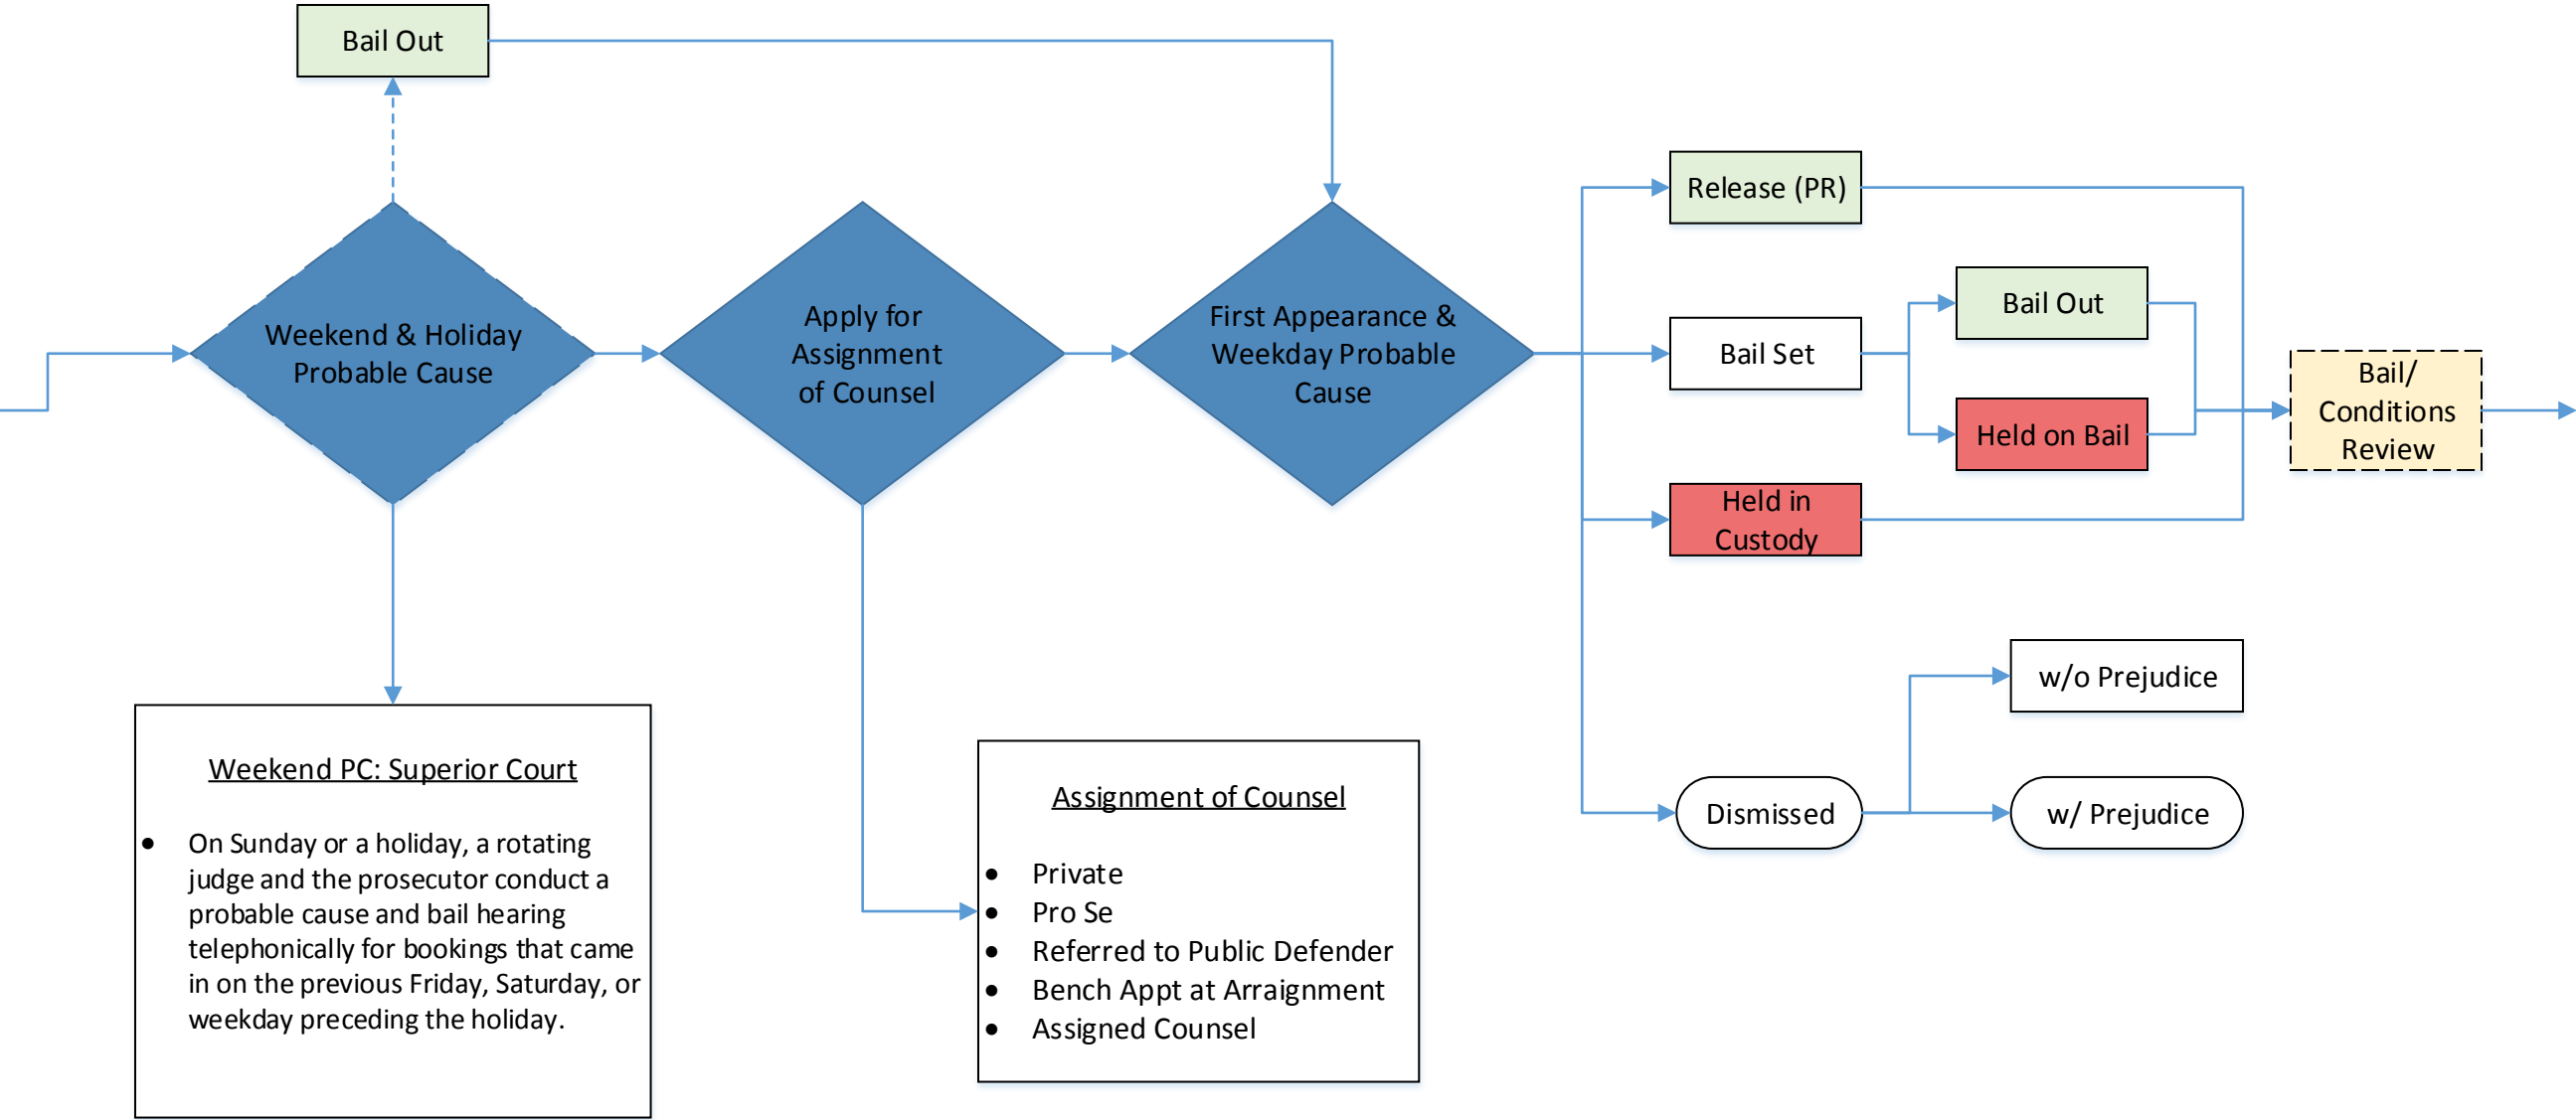 Bail Out
Weekend & Holiday
Probable Cause
Apply for
Assignment
of Counsel
First Appearance &
Weekday Probable
Cause
Release (PR)
Bail Set
Bail Out
Held on Bail
Held in
Custody
Bail/
Conditions
Review
Dismissed
w/o Prejudice
w/ Prejudice
Weekend PC: Superior Court
• On Sunday or a holiday, a rotating
judge and the prosecutor conduct a
probable cause and bail hearing
telephonically for bookings that came
in on the previous Friday, Saturday, or
weekday preceding the holiday.
Assignment of Counsel
• Private
• Pro Se
• Referred to Public Defender
• Bench Appt at Arraignment
• Assigned Counsel